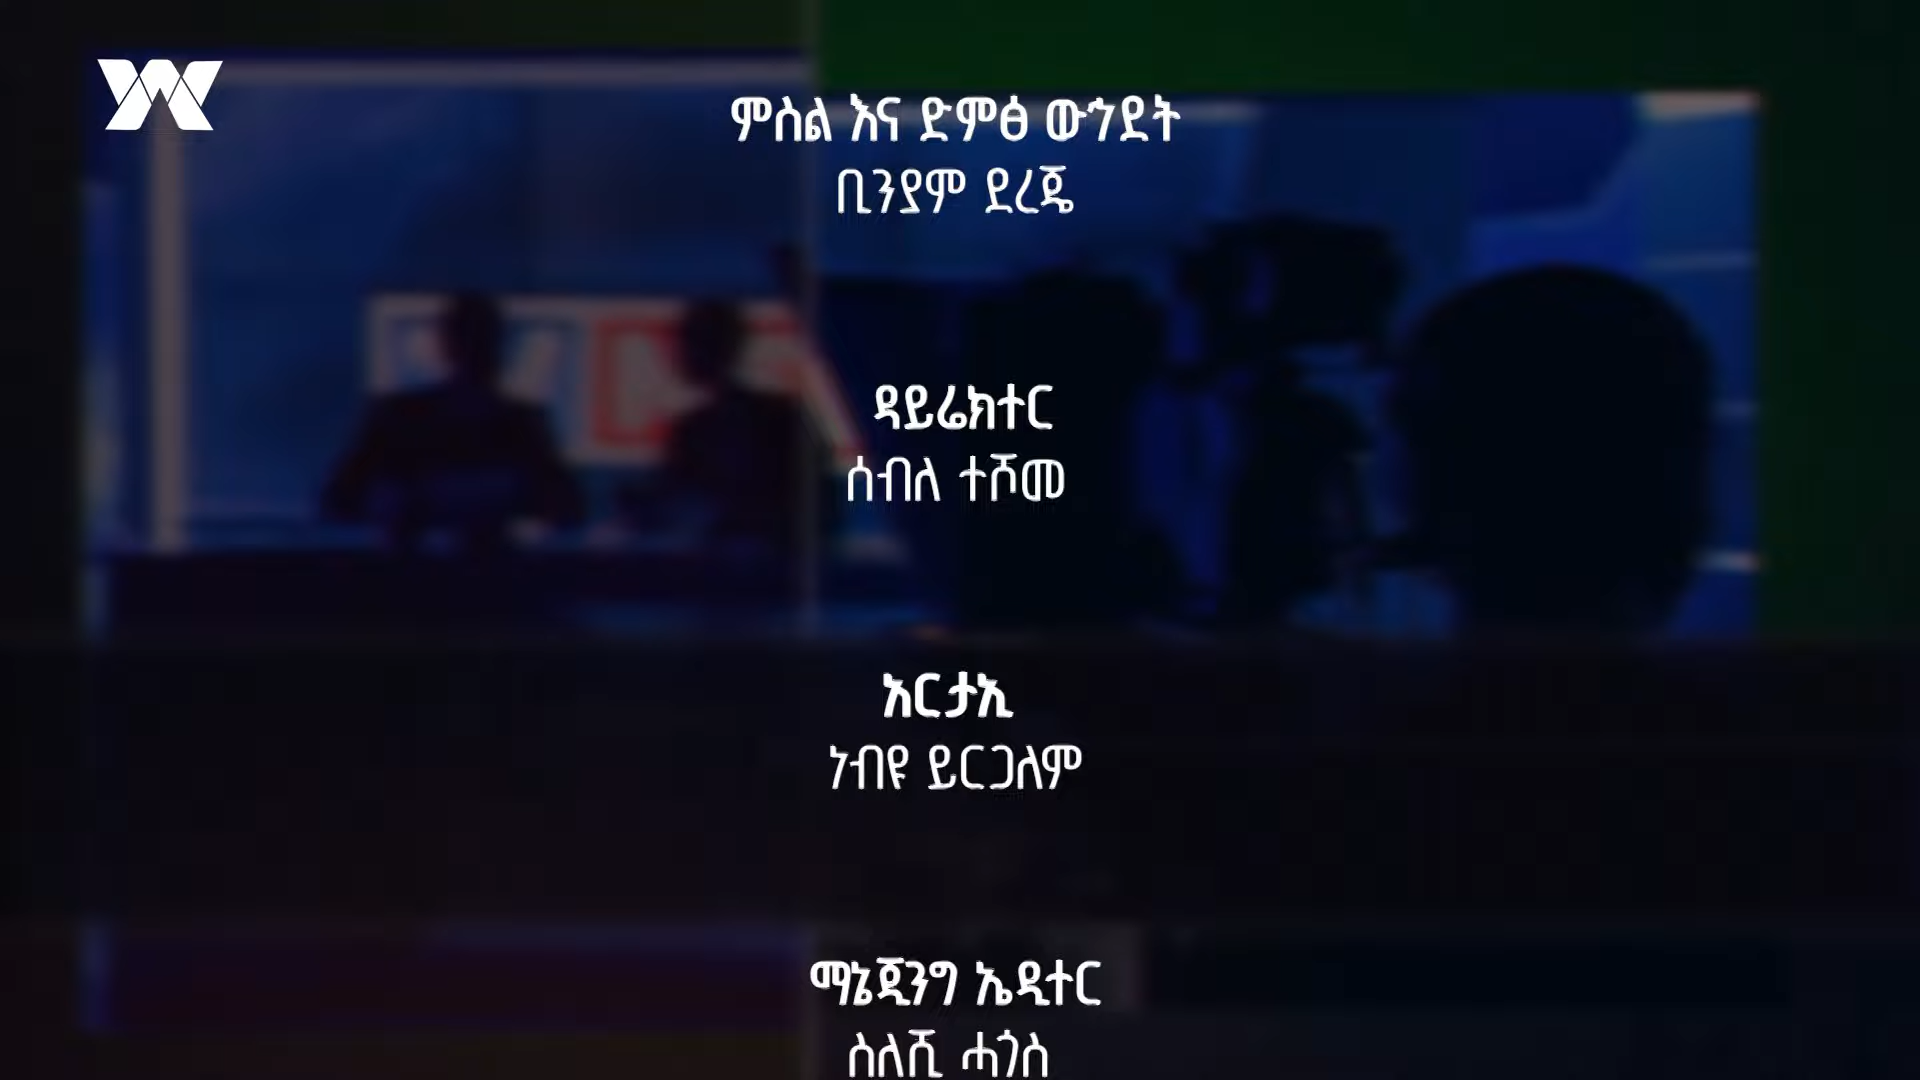 ምስል እና ድምፅ ውኅደት
ቢንያም ደረጄ
ዳይሬክተር
ሰብለ ተሾመ
አርታኢ
ነብዩ ይርጋለም
ማኔጂንግ ኤዲተር
ስለሺ ሓጎስ